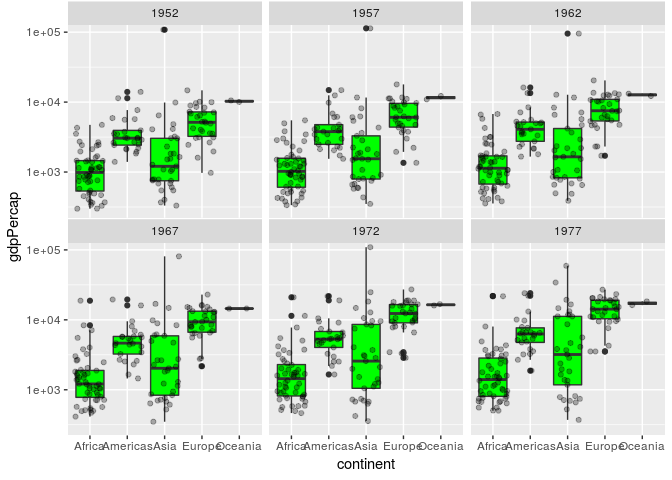 1952 1957 1962
1e+05
1e+04
1e+03
1967 1972 1977
1e+05
1e+04
1e+03
gdpPercap
Africa Americas Asia Europe Oceania Africa Americas Asia Europe Oceania Africa Americas Asia Europe Oceania
continent